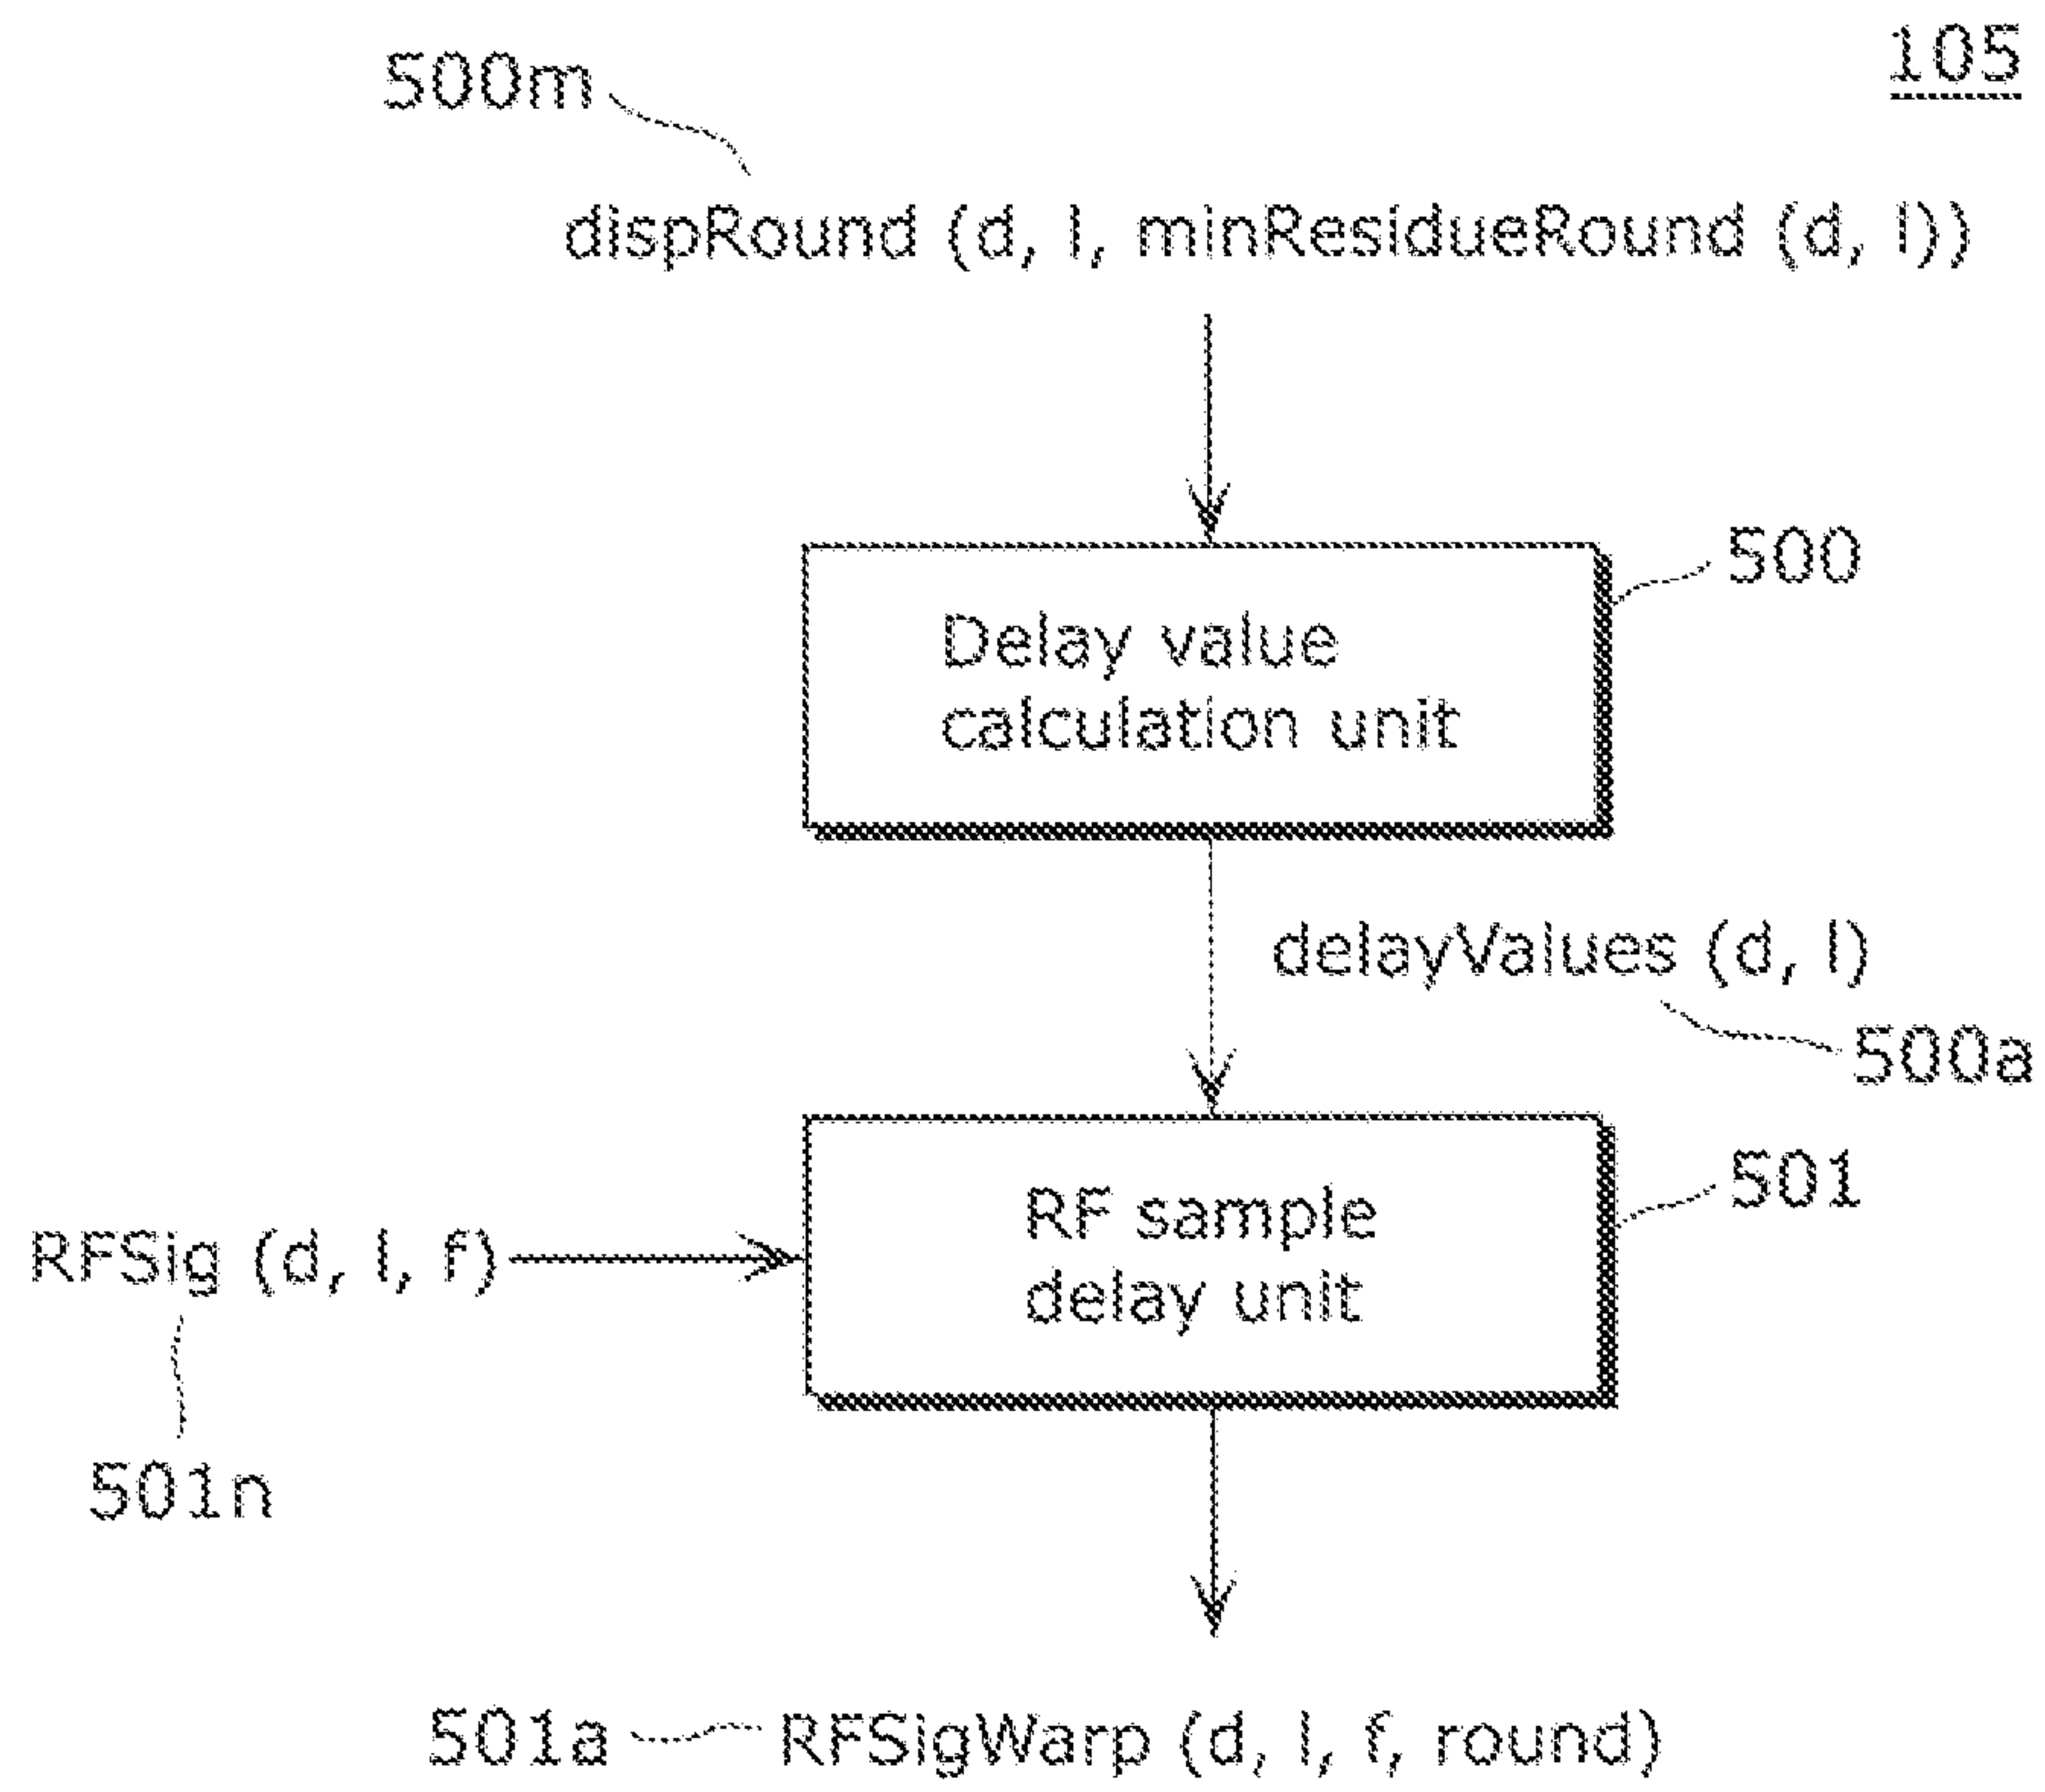 105
500m
dispRound (d, l, minResidueRound (d, l))
500
Delay value
calculation unit
delayValues (d, l)
500a
501
RF sample
delay unit
RFSig (d, l, f)
501n
501a
RFSigWarp (d, l, f, round)